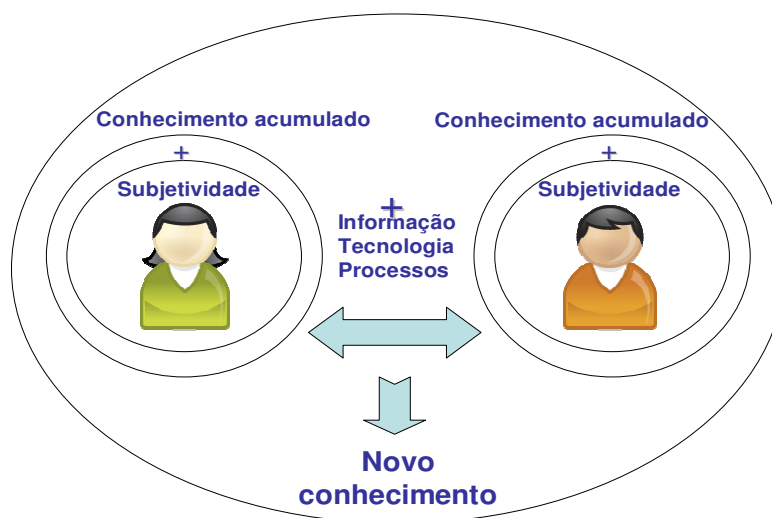 Conhecimento acumulado
+
Subjetividade
Conhecimento acumulado
+
Subjetividade
+
Informação
Tecnologia
Processos
Novo
conhecimento